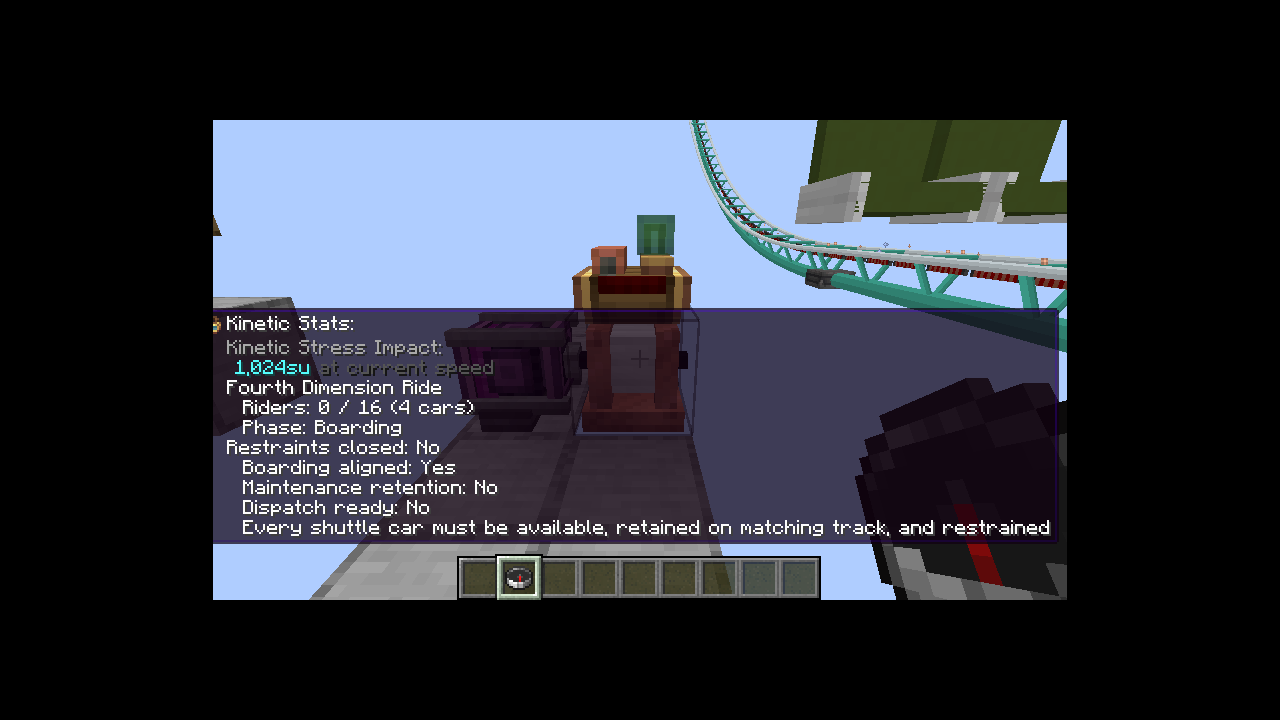 Kinetic Stats:
Kinetic Stress Impact:
1,024su at current speed
Fourth Dimension Ride
Riders: 0 / 16 (4 cars)
Phase: Boarding
Restraints closed: No
Boarding aligned: Yes
Maintenance retention: No
Dispatch ready: No
Every shuttle car must be available, retained on matching track, and restrained